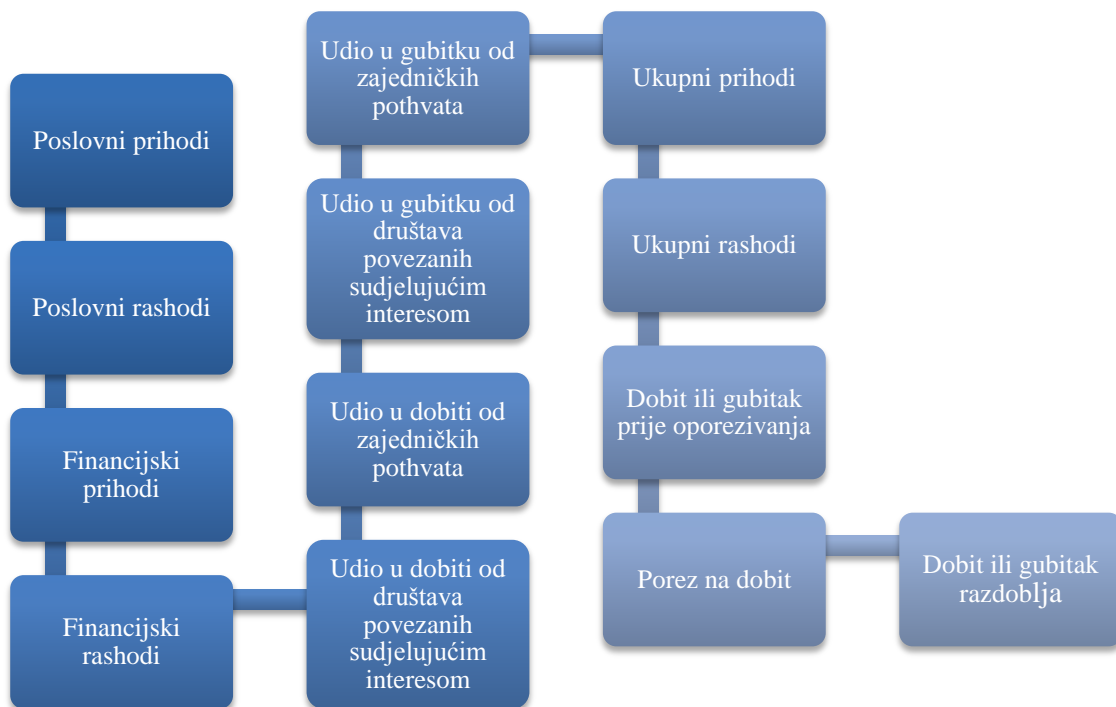 Poslovni prihodi
Poslovni rashodi
Financijski
prihodi
Financijski
rashodi
Udio u dobiti od
društava
povezanih
sudjelujućim
interesom
Udio u dobiti od
zajedničkih
pothvata
Udio u gubitku od
društava
povezanih
sudjelujućim
interesom
Udio u gubitku od
zajedničkih
pothvata
Ukupni prihodi
Ukupni rashodi
Dobit ili gubitak
prije oporezivanja
Porez na dobit
Dobit ili gubitak
razdoblja